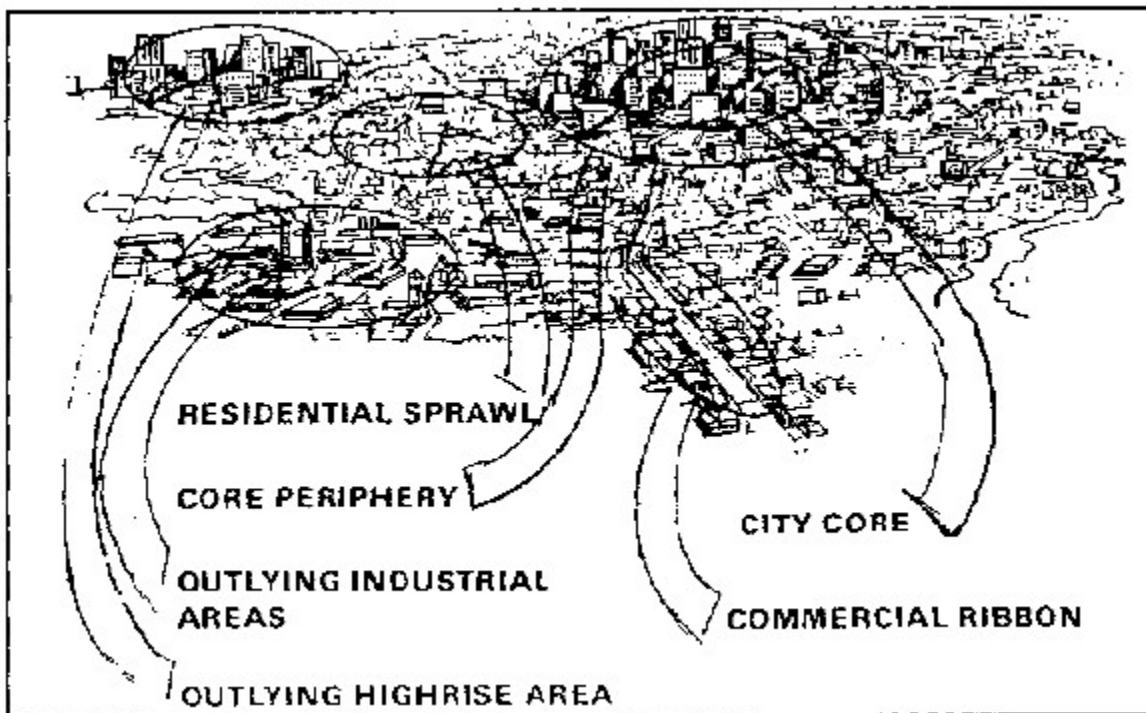 RESIDENTIAL SPRAWL
CORE PERIPHERY
CITY CORE
OUTLYING INDUSTRIAL
AREAS
COMMERCIAL RIBBON
OUTLYING HIGHRISE AREA